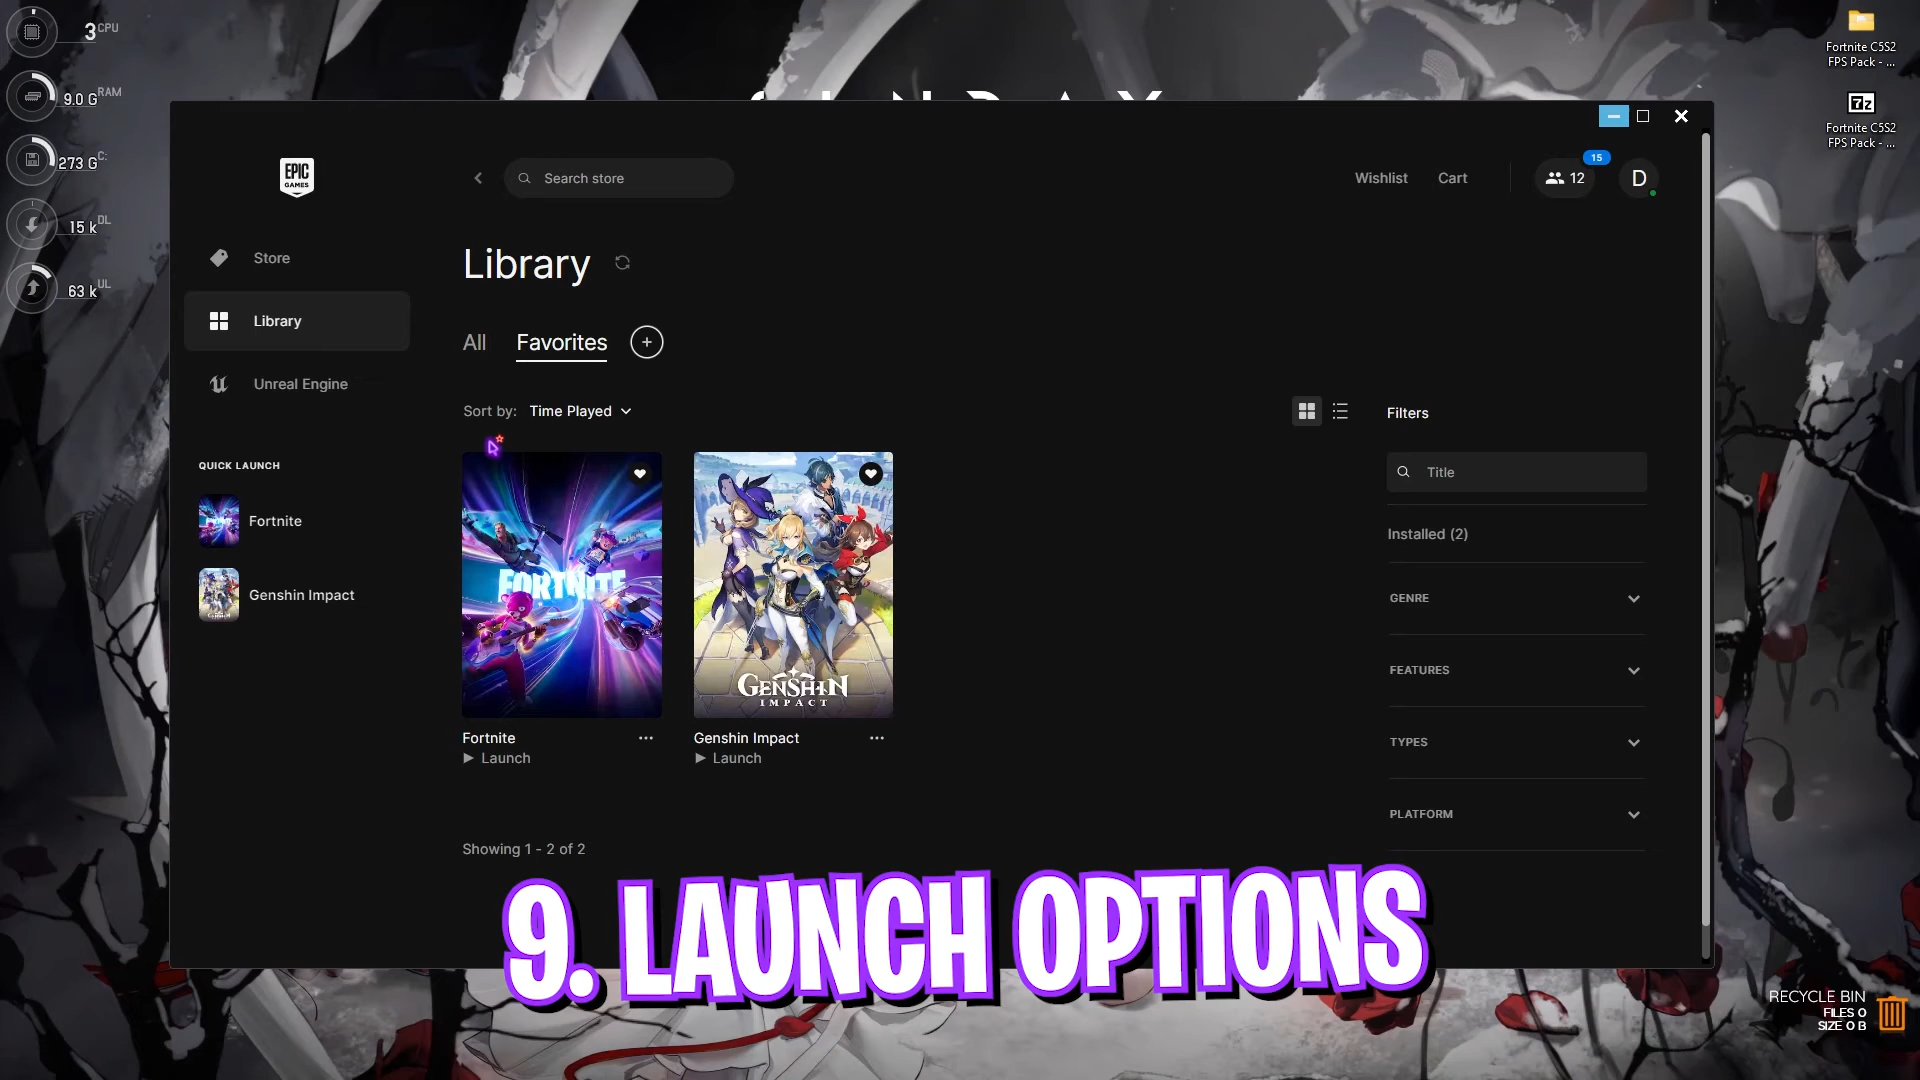 3 CPU
9.0 G RAM
273 G C:
15 k DL
63 k UL
Fortnite C5S2
FPS Pack - ...
7z
Fortnite C5S2
FPS Pack - ...
EPIC
GAMES
Search store
Wishlist
Cart
15
12
D
Store
Library
Unreal Engine
QUICK LAUNCH
Fortnite
Genshin Impact
Library
All
Favorites
Sort by: Time Played
FORTNITE
GENSHIN
IMPACT
Fortnite
Launch
Genshin Impact
Launch
Showing 1 - 2 of 2
Filters
Title
Installed (2)
GENRE
FEATURES
TYPES
PLATFORM
9. LAUNCH OPTIONS
RECYCLE BIN
FILES 0
SIZE 0 B